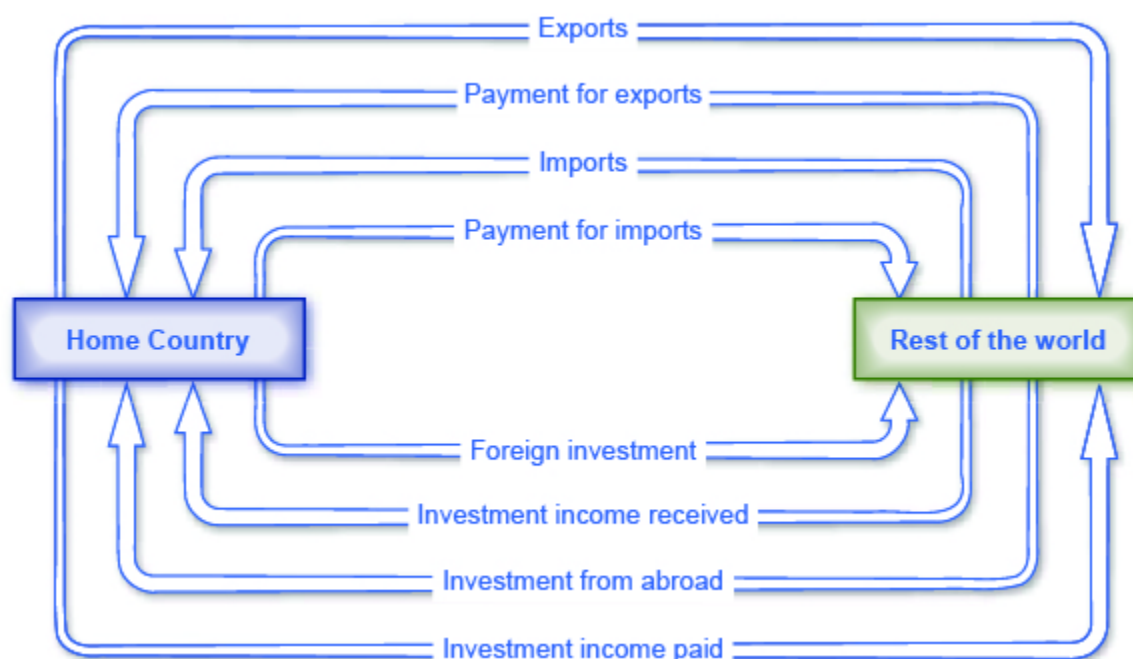 Exports
Payment for exports
Imports
Payment for imports
Home Country
Rest of the world
Foreign investment
Investment income received
Investment from abroad
Investment income paid